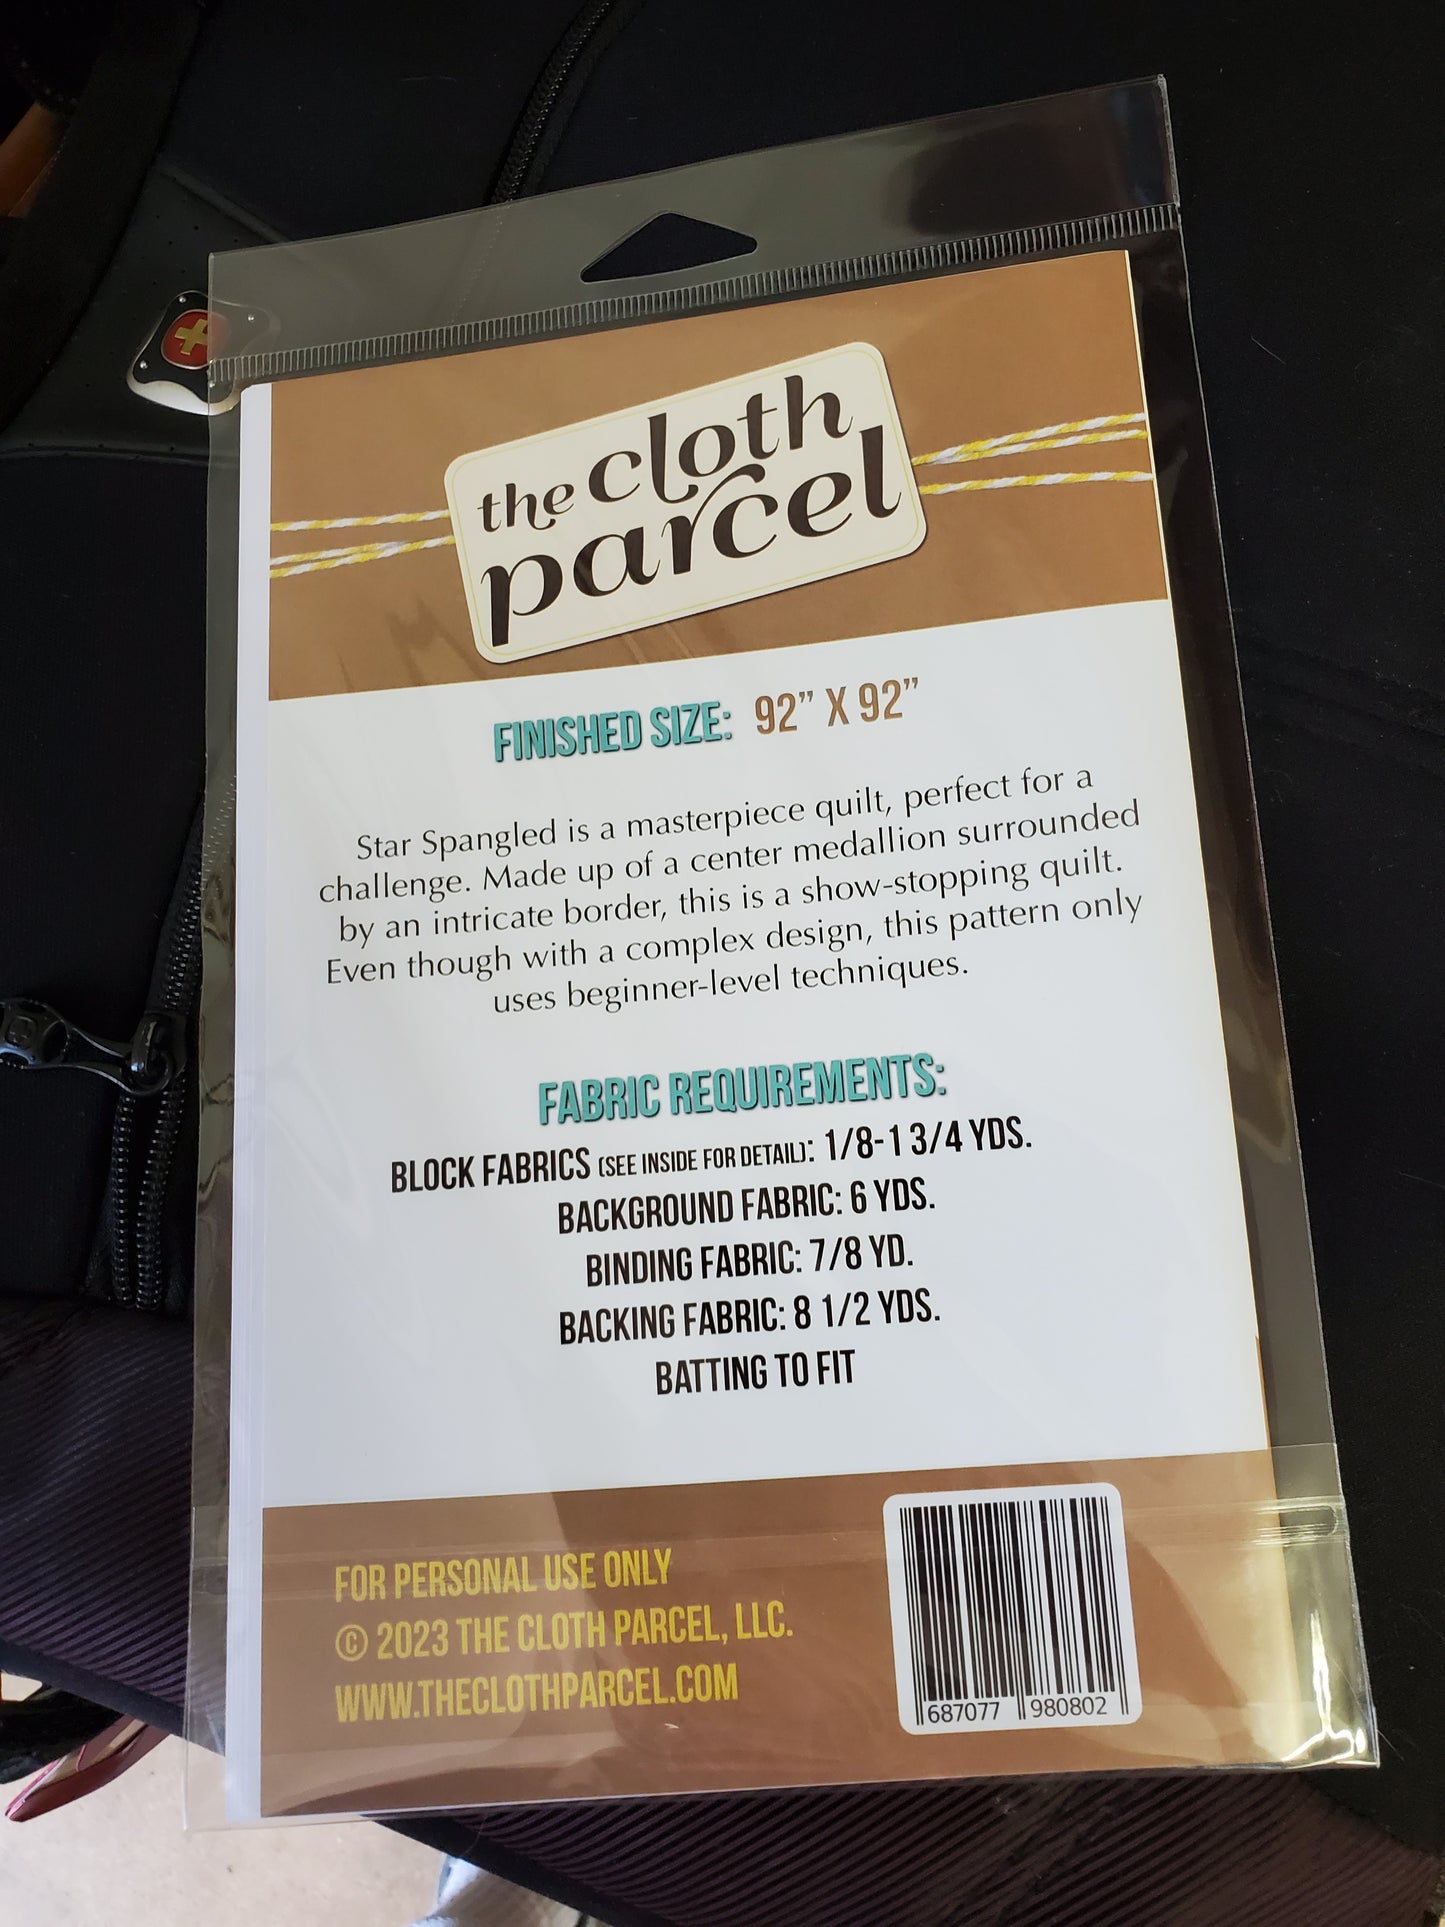 the cloth
parcel
FINISHED SIZE: 92” X 92”
Star Spangled is a masterpiece quilt, perfect for a
challenge. Made up of a center medallion surrounded
by an intricate border, this is a show-stopping quilt.
Even though with a complex design, this pattern only
uses beginner-level techniques.
FABRIC REQUIREMENTS:
BLOCK FABRICS (SEE INSIDE FOR DETAIL): 1/8-1 3/4 YDS.
BACKGROUND FABRIC: 6 YDS.
BINDING FABRIC: 7/8 YD.
BACKING FABRIC: 8 1/2 YDS.
BATTING TO FIT
FOR PERSONAL USE ONLY
© 2023 THE CLOTH PARCEL, LLC.
WWW.THECLOTHPARCEL.COM
687077 980802